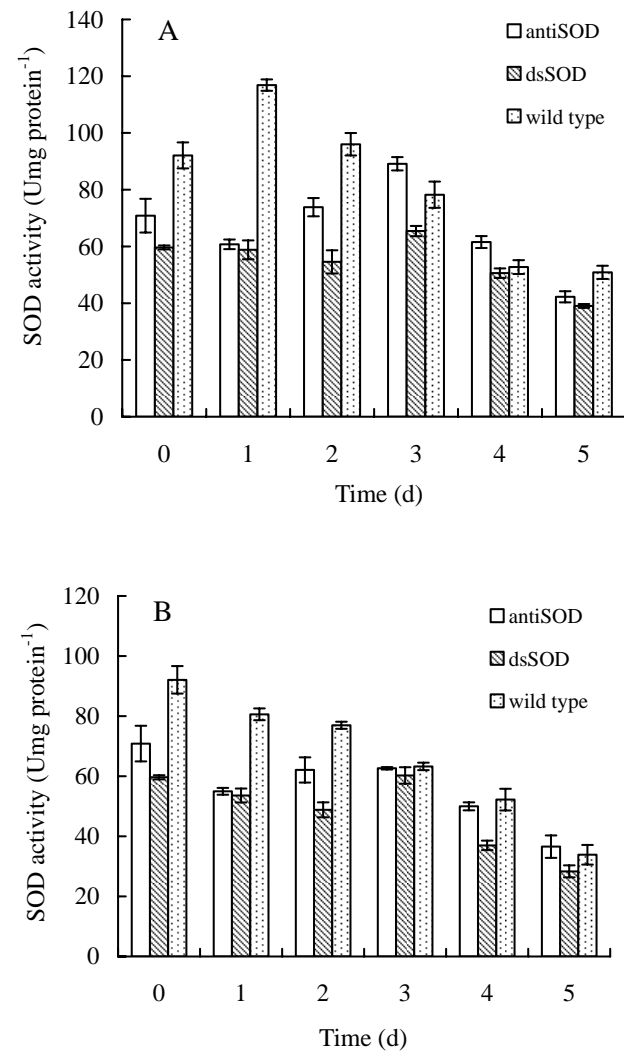 A
SOD activity (Umg protein⁻¹)
140
120
100
80
60
40
20
0
antiSOD
dsSOD
wild type
0 1 2 3 4 5
Time (d)
B
SOD activity (Umg protein⁻¹)
120
100
80
60
40
20
0
antiSOD
dsSOD
wild type
0 1 2 3 4 5
Time (d)